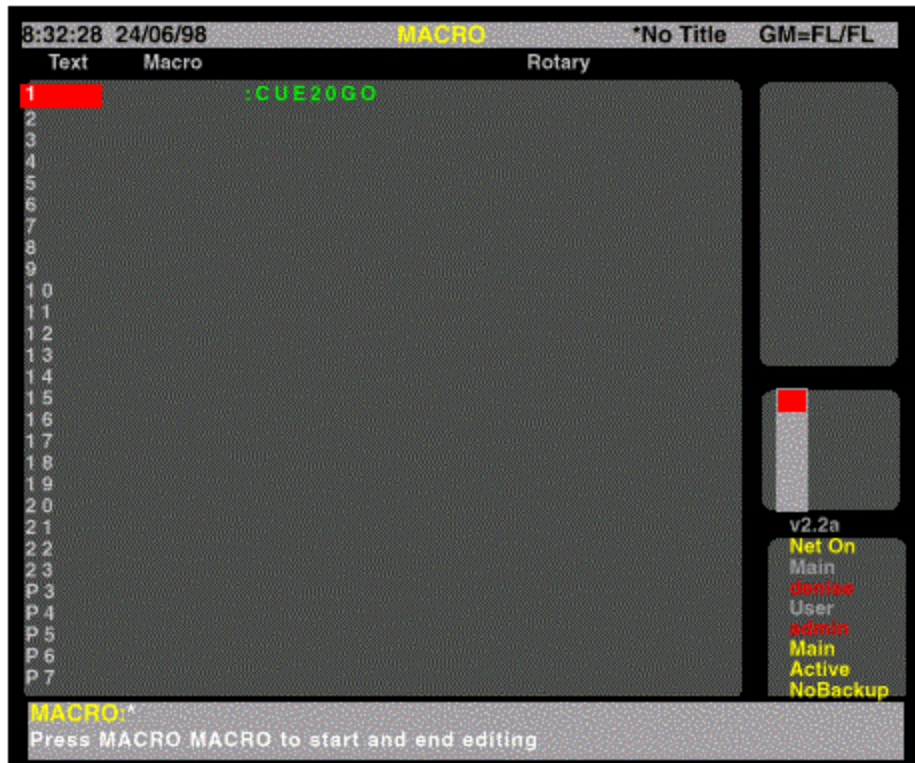 8:32:28 24/06/98 MACRO *No Title GM=FL/FL
Text Macro Rotary
1 :CUE20GO
2
3
4
5
6
7
8
9
10
11
12
13
14
15
16
17
18
19
20
21
22
23
P3
P4
P5
P6
P7
v2.2a
Net On
Main
denise
User
admin
Main
Active
NoBackup
MACRO:*
Press MACRO MACRO to start and end editing